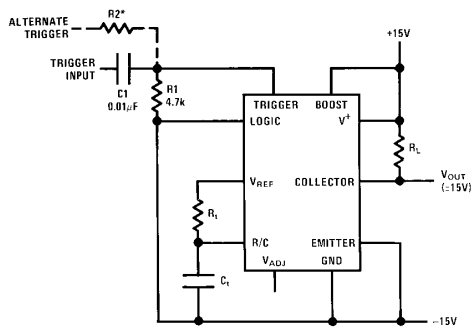 ALTERNATE
TRIGGER
R2*
+15V
TRIGGER
INPUT
C1
0.01μF
R1
4.7k
TRIGGER
BOOST
LOGIC
V+
RL
VREF
COLLECTOR
VOUT
(±15V)
Rt
R/C
EMITTER
VADJ
GND
Ct
−15V